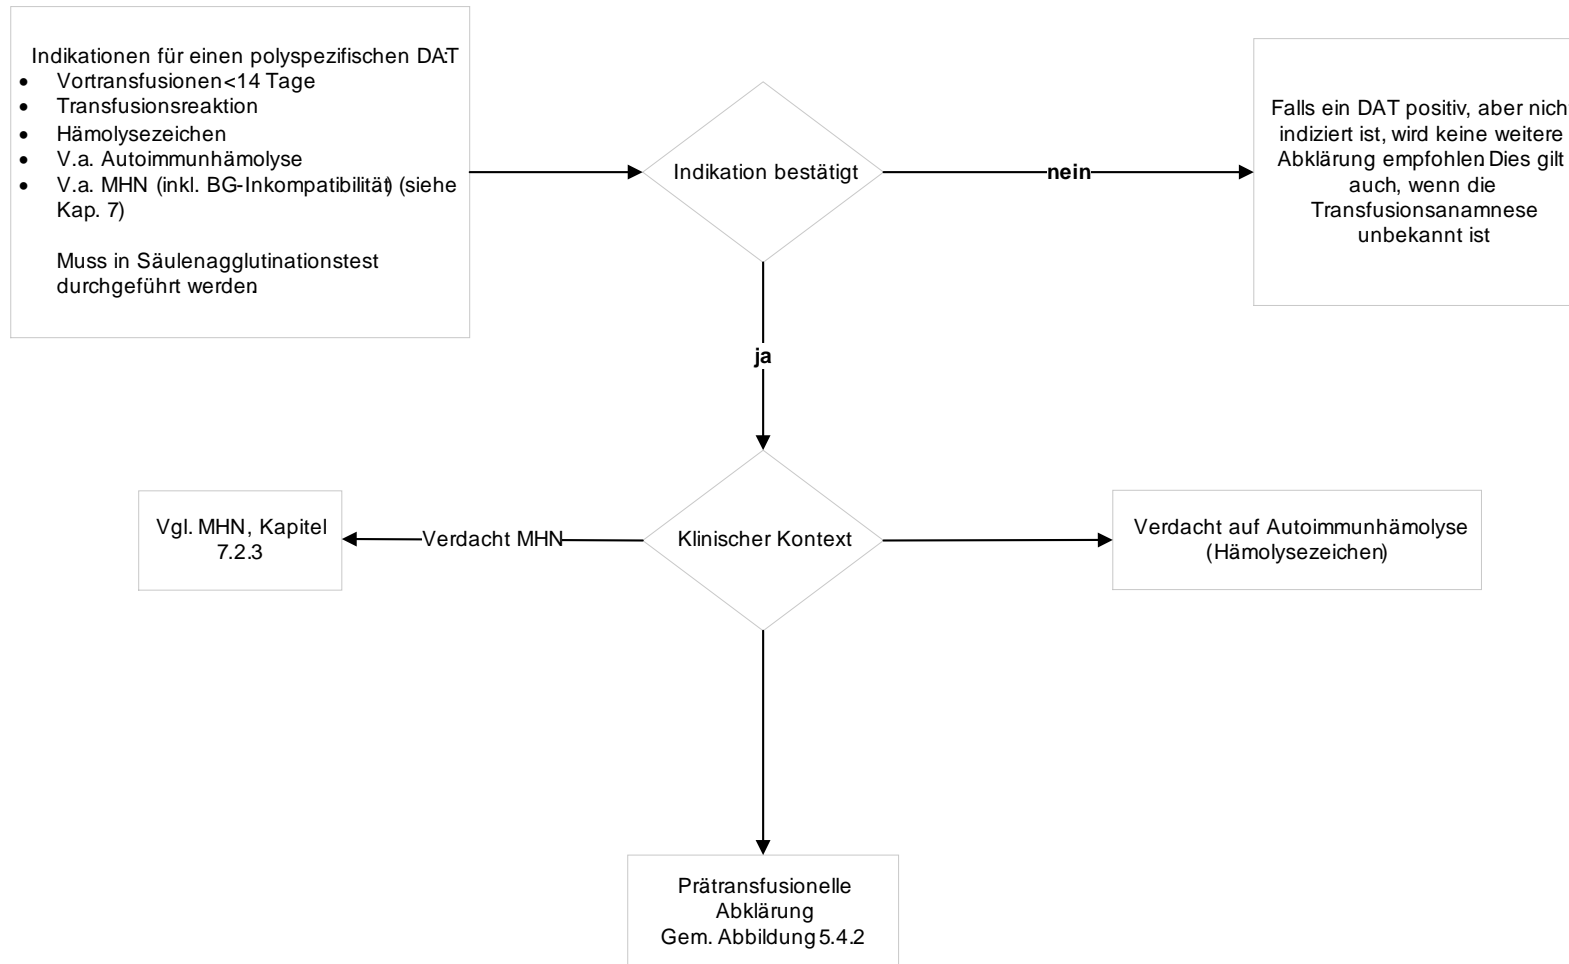 Indikationen für einen polyspezifischen DAT:
• Vortransfusionen<14 Tage
• Transfusionsreaktion
• Hämolysezeichen
• V.a. Autoimmunhämolyse
• V.a. MHN (inkl. BG-Inkompatibilität) (siehe
Kap. 7)
Muss in Säulenagglutinationstest
durchgeführt werden.
Indikation bestätigt
nein
Falls ein DAT positiv, aber nicht
indiziert ist, wird keine weitere
Abklärung empfohlen. Dies gilt
auch, wenn die
Transfusionsanamnese
unbekannt ist
ja
Vgl. MHN, Kapitel
7.2.3
Verdacht MHN
Klinischer Kontext
Verdacht auf Autoimmunhämolyse
(Hämolysezeichen)
Prätransfusionelle
Abklärung
Gem. Abbildung 5.4.2